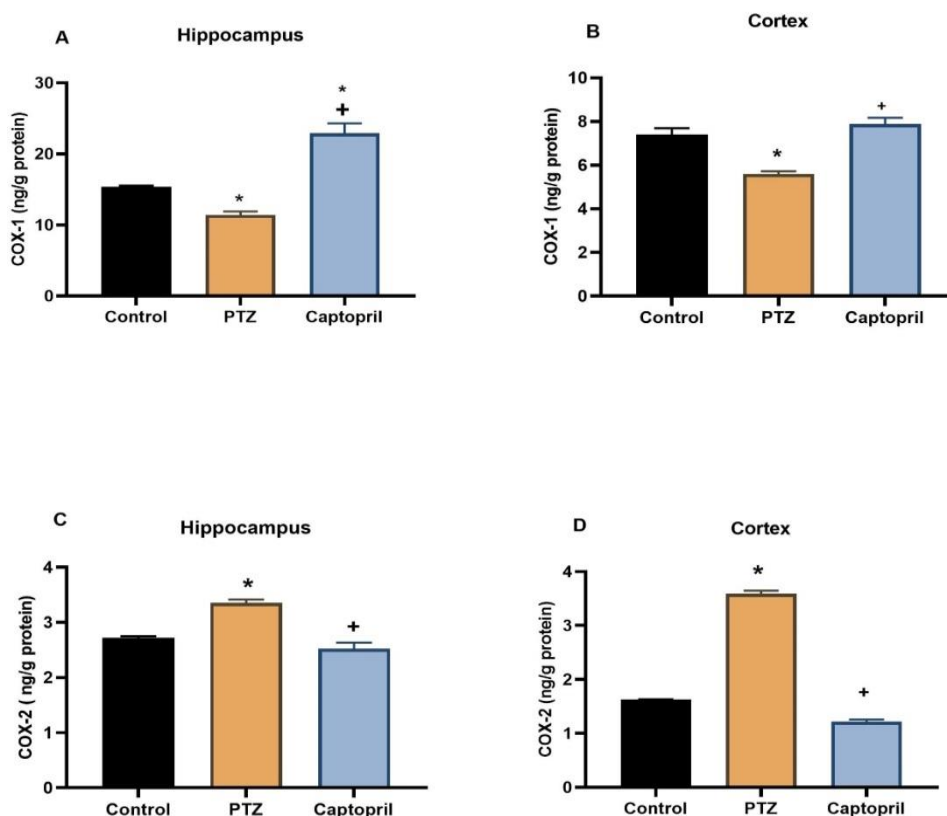 A
Hippocampus
COX-1 (ng/g protein)
30
20
10
0
*
*
+
Control PTZ Captopril
B
Cortex
COX-1 (ng/g protein)
10
8
6
4
2
0
*
+
Control PTZ Captopril
C
Hippocampus
COX-2 ( ng/g protein)
4
3
2
1
0
*
+
Control PTZ Captopril
D
Cortex
COX-2 (ng/g protein)
4
3
2
1
0
*
+
Control PTZ Captopril